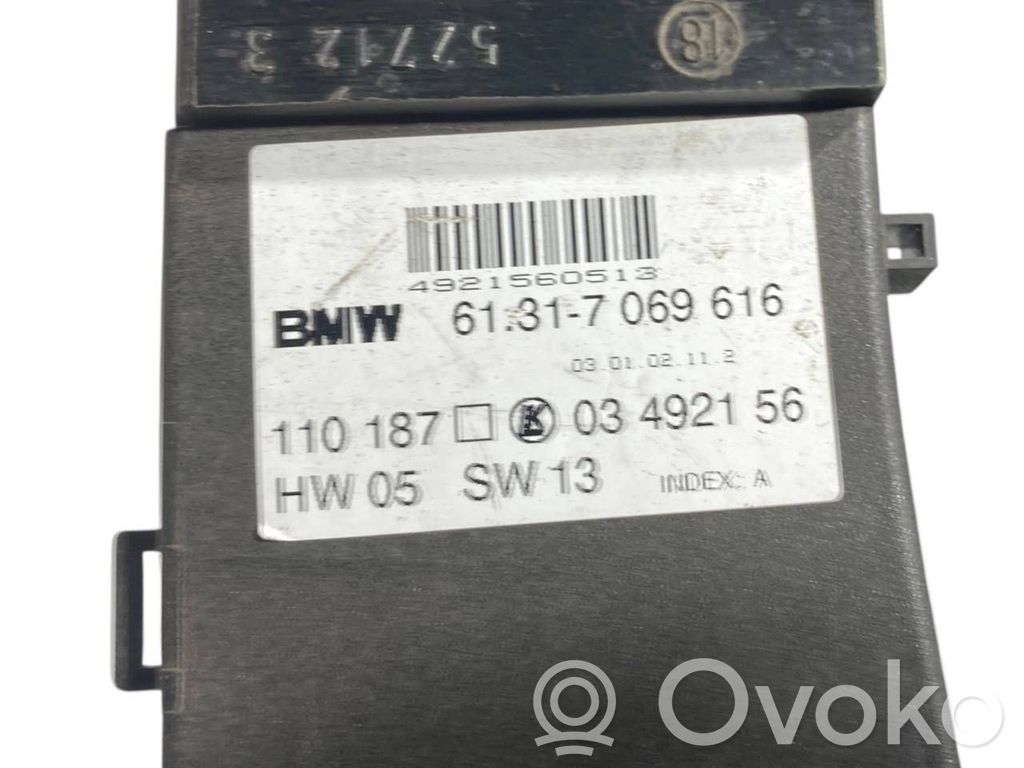 52712 3
18
4921560513
BMW 61.31-7 069 616
03.01.02.11.2
110 187 K 03 4921 56
HW 05 SW 13 INDEX: A
Ovoko